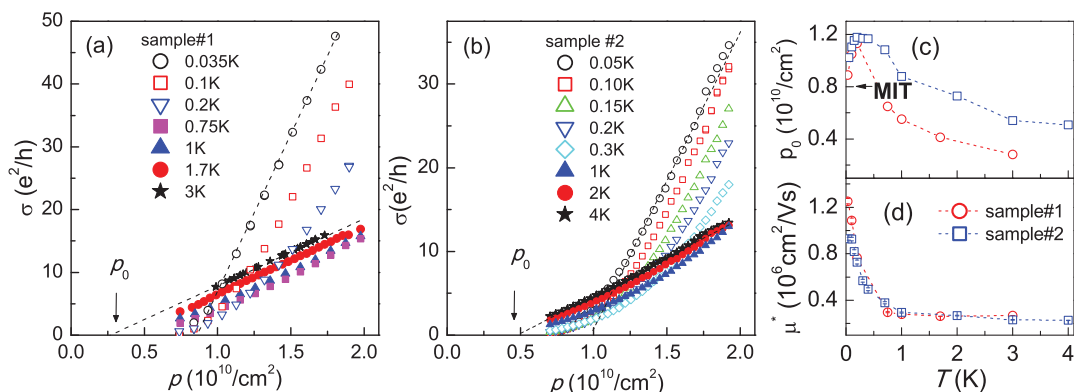 (a)
sample#1
0.035K
0.1K
0.2K
0.75K
1K
1.7K
3K
p₀
σ (e²/h)
50
40
30
20
10
0
0.0 0.5 1.0 1.5 2.0
p (10¹⁰/cm²)
(b)
sample #2
0.05K
0.10K
0.15K
0.2K
0.3K
1K
2K
4K
p₀
σ(e²/h)
30
20
10
0
0.0 0.5 1.0 1.5 2.0
p (10¹⁰/cm²)
(c)
MIT
p₀ (10¹⁰/cm²)
1.2
0.8
0.4
(d)
sample#1
sample#2
μ* (10⁶cm²/Vs)
1.2
0.8
0.4
0 1 2 3 4
T (K)